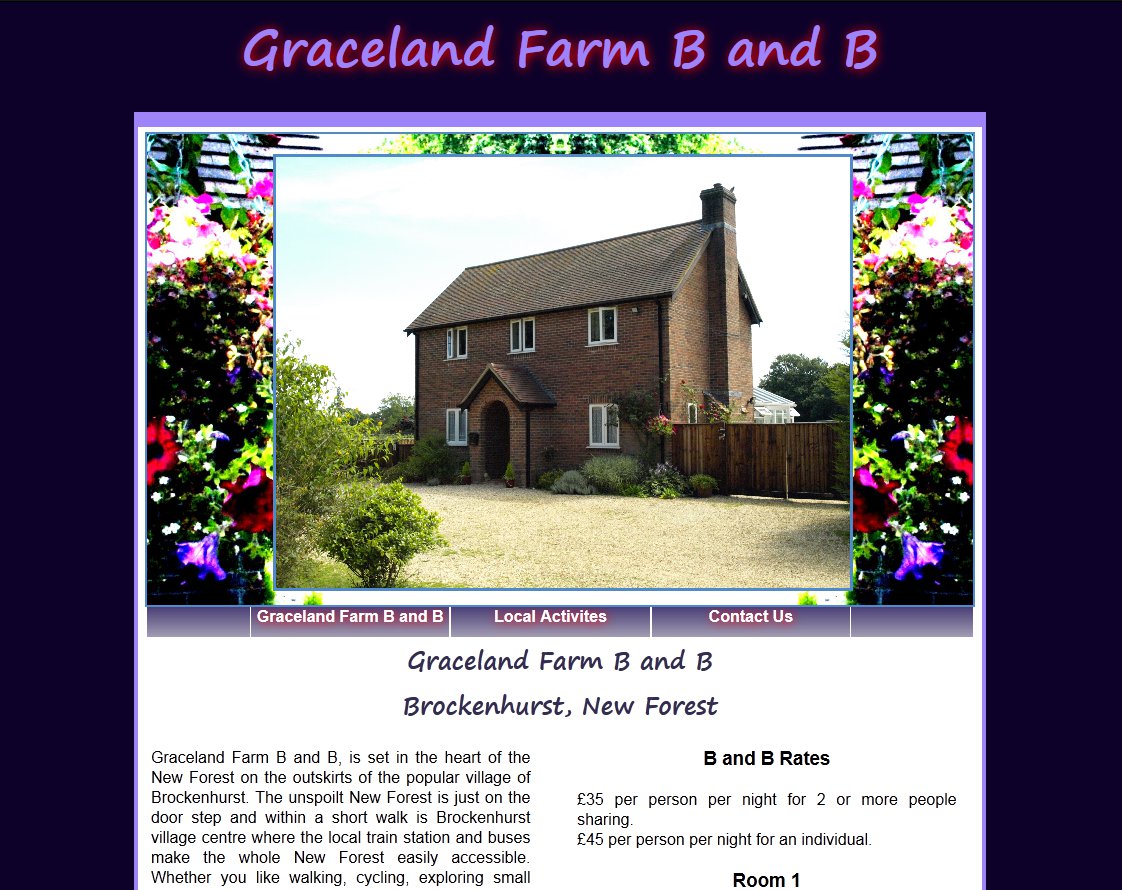 Graceland Farm B and B
Graceland Farm B and B
Local Activites
Contact Us
Graceland Farm B and B
Brockenhurst, New Forest
Graceland Farm B and B, is set in the heart of the
New Forest on the outskirts of the popular village of
Brockenhurst. The unspoilt New Forest is just on the
door step and within a short walk is Brockenhurst
village centre where the local train station and buses
make the whole New Forest easily accessible.
Whether you like walking, cycling, exploring small
B and B Rates
£35 per person per night for 2 or more people
sharing.
£45 per person per night for an individual.
Room 1